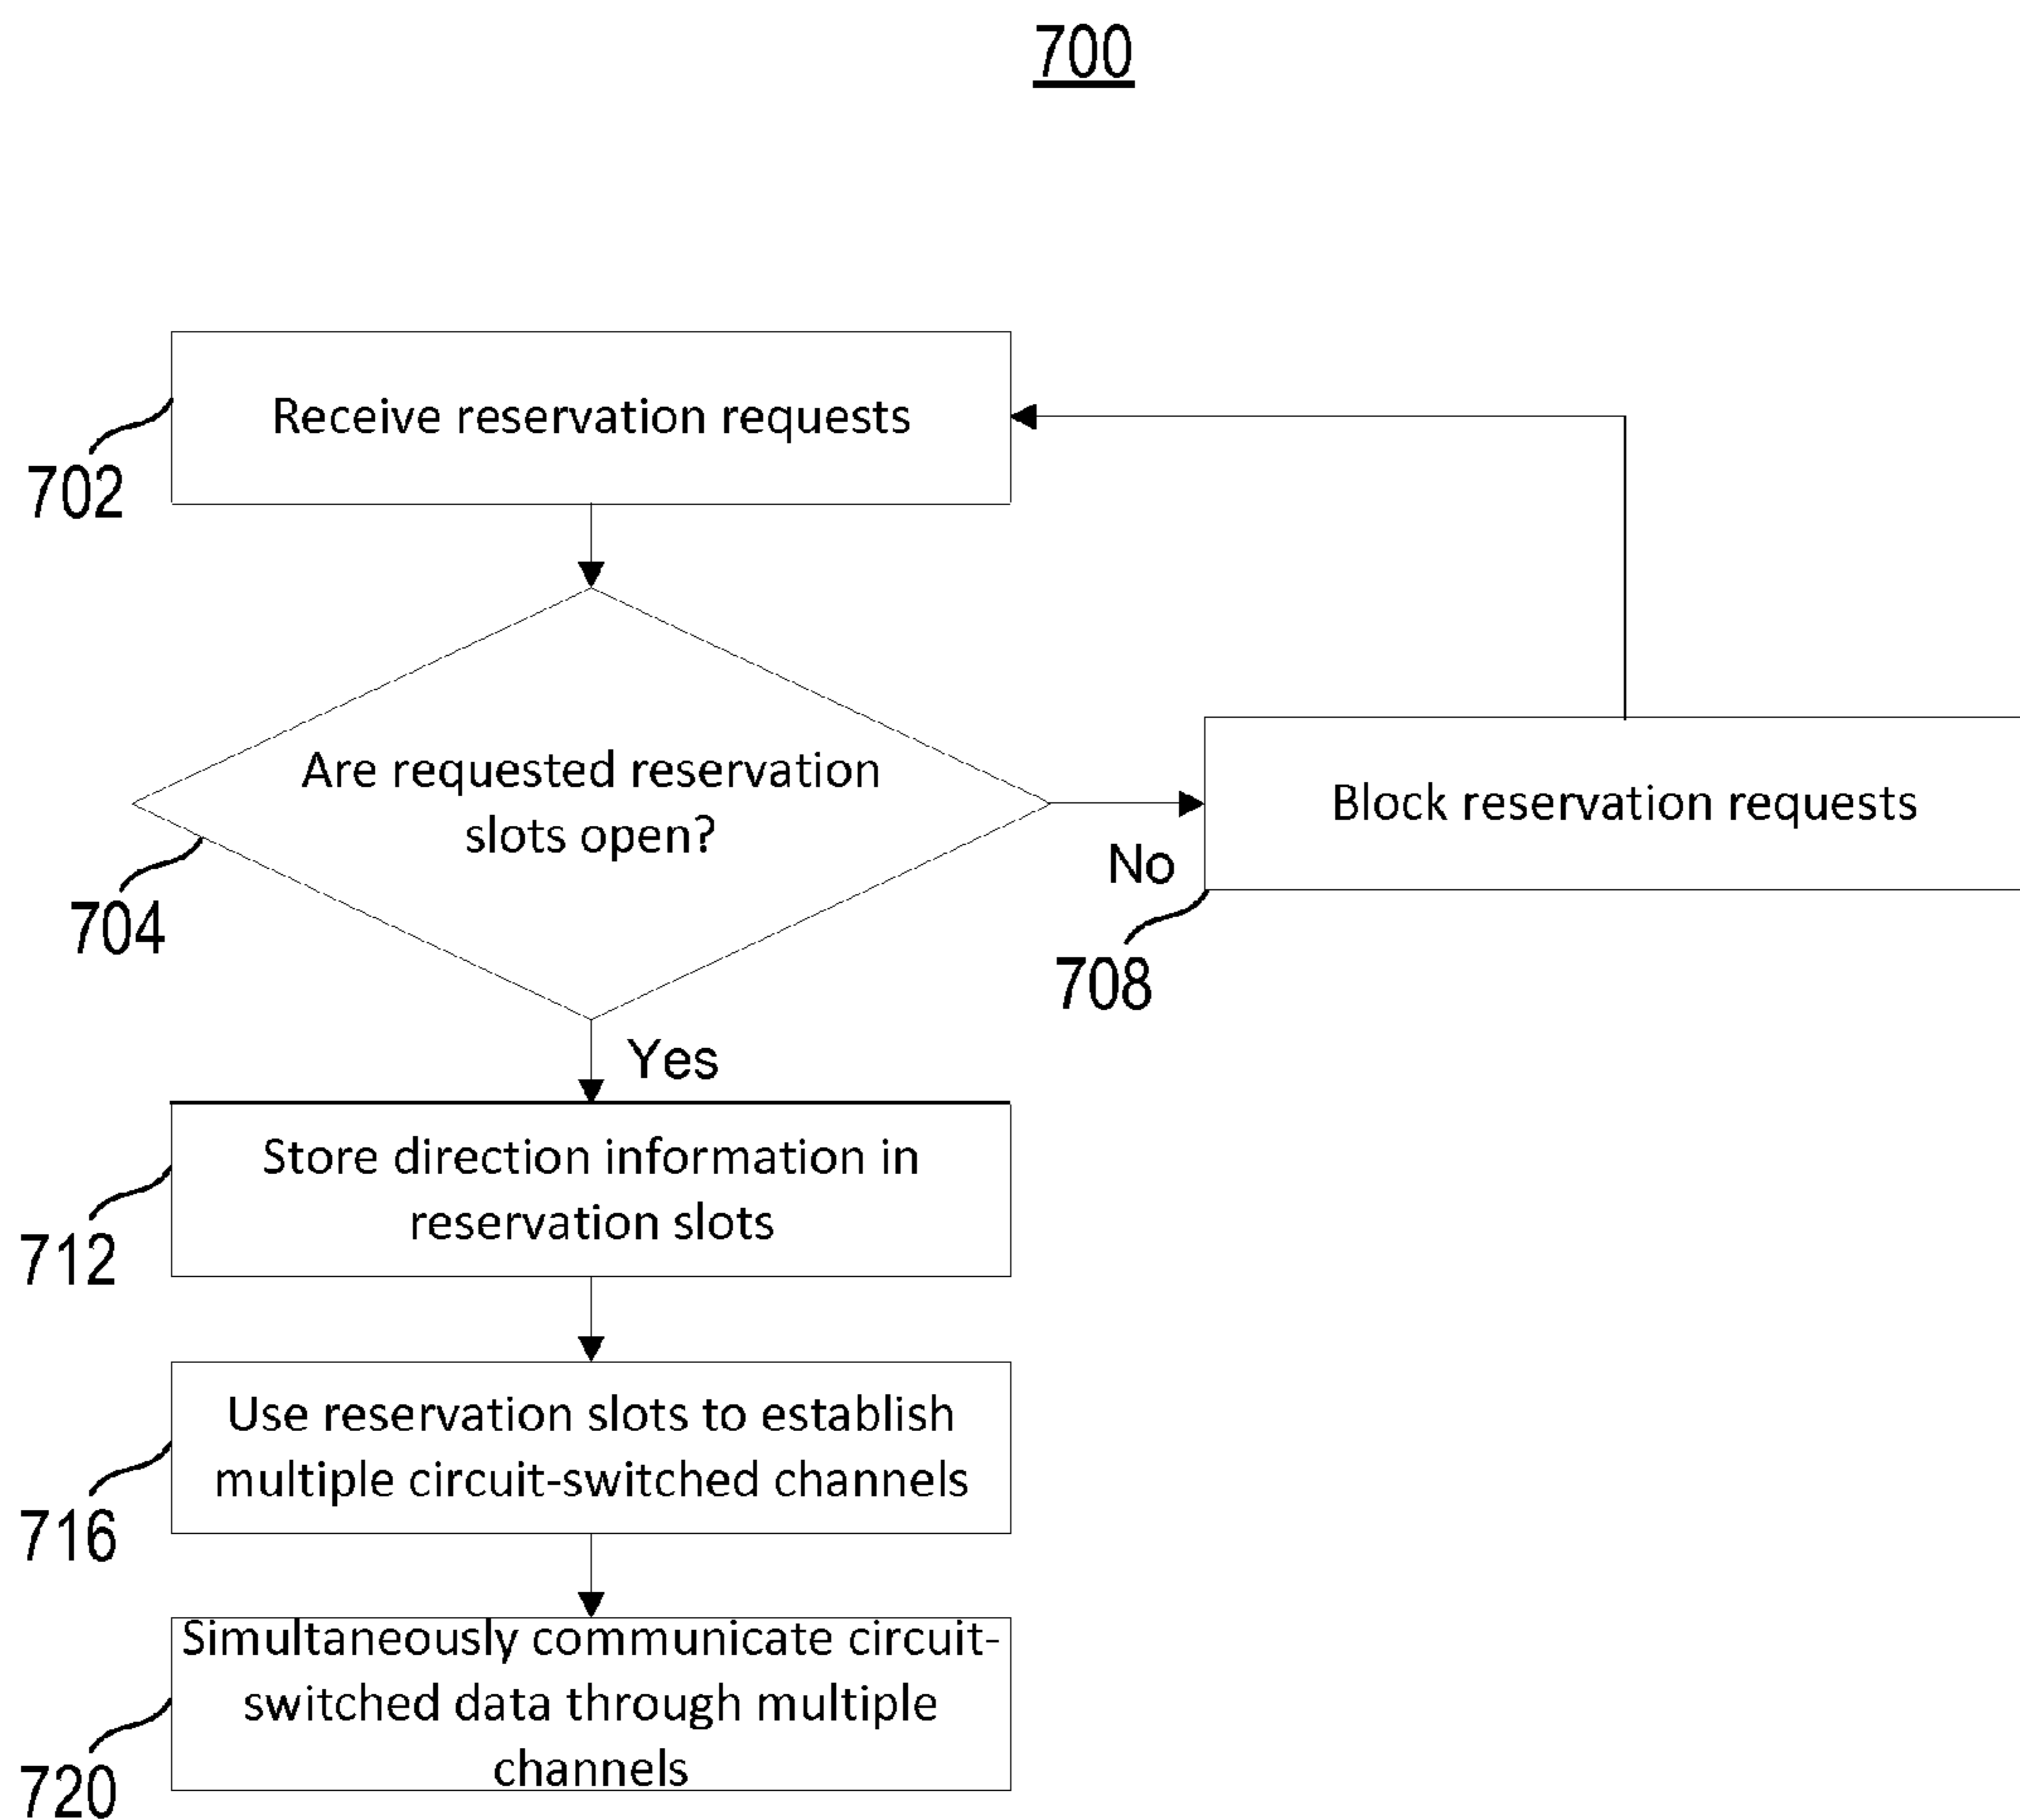 700
Receive reservation requests
702
Are requested reservation
slots open?
704
No
Block reservation requests
708
Yes
Store direction information in
reservation slots
712
Use reservation slots to establish
multiple circuit-switched channels
716
Simultaneously communicate circuit-
switched data through multiple
channels
720